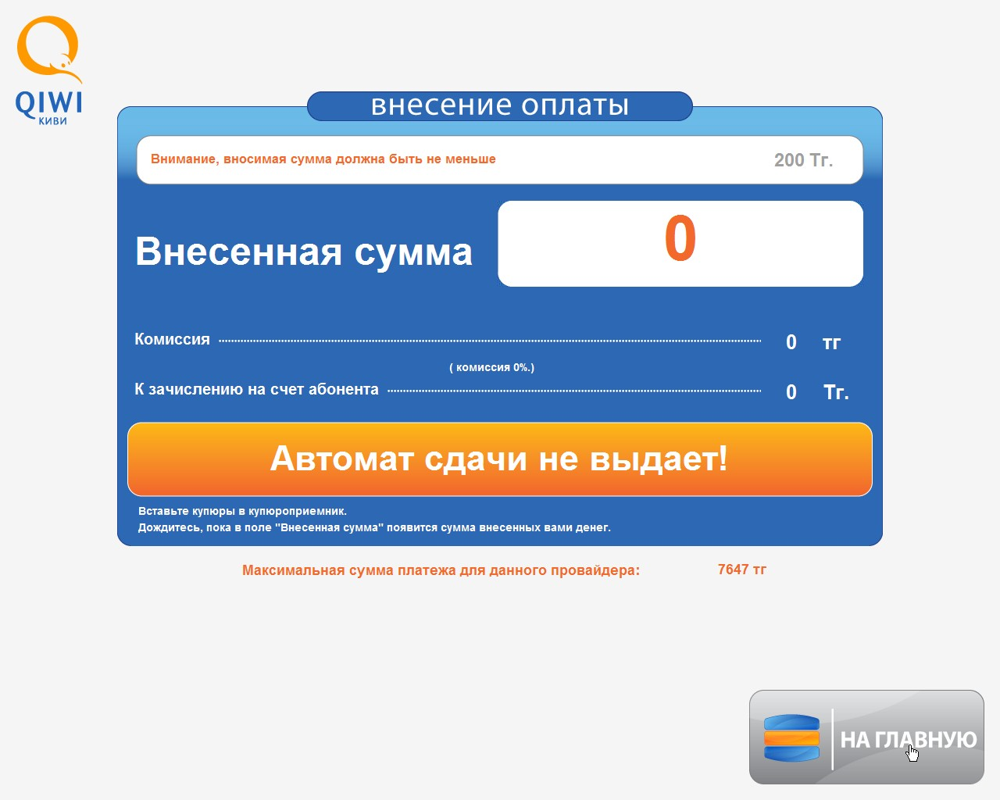 QIWI
КИВИ
внесение оплаты
Внимание, вносимая сумма должна быть не меньше 200 Тг.
Внесенная сумма 0
Комиссия 0 тг
( комиссия 0%.)
К зачислению на счет абонента 0 Тг.
Автомат сдачи не выдает!
Вставьте купюры в купюроприемник.
Дождитесь, пока в поле "Внесенная сумма" появится сумма внесенных вами денег.
Максимальная сумма платежа для данного провайдера: 7647 тг
НА ГЛАВНУЮ